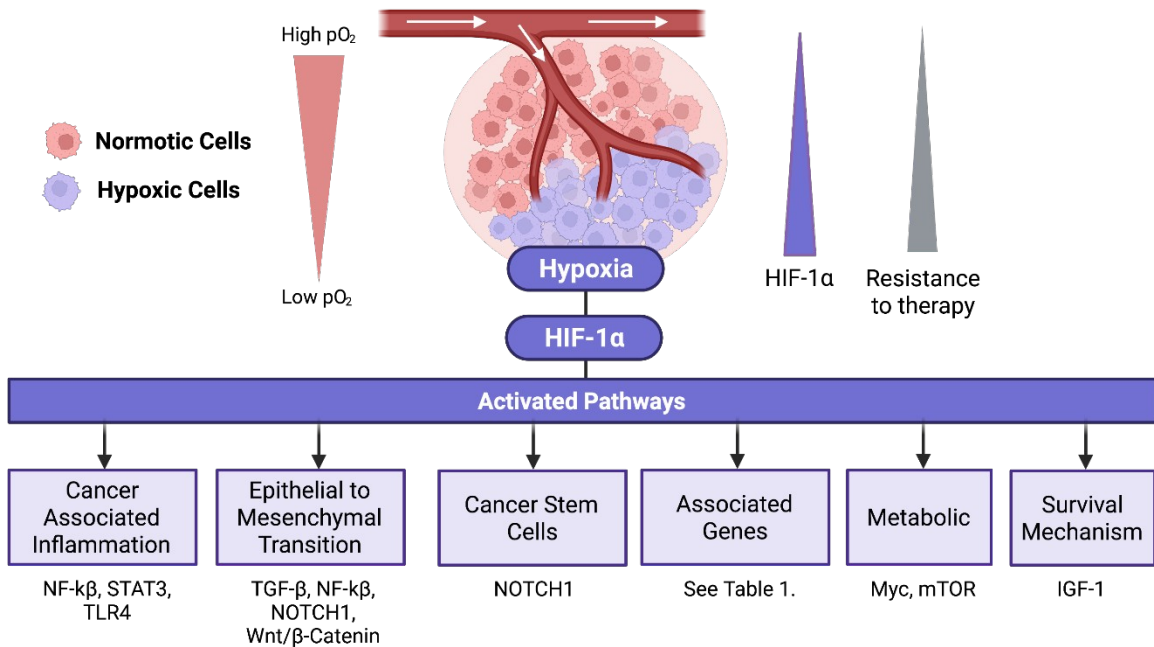 High pO₂
Normotic Cells
Hypoxic Cells
Low pO₂
HIF-1α
Resistance
to therapy
Hypoxia
HIF-1α
Activated Pathways
Cancer
Associated
Inflammation
NF-kβ, STAT3,
TLR4
Epithelial to
Mesenchymal
Transition
TGF-β, NF-kβ,
NOTCH1,
Wnt/β-Catenin
Cancer Stem
Cells
NOTCH1
Associated
Genes
See Table 1.
Metabolic
Myc, mTOR
Survival
Mechanism
IGF-1